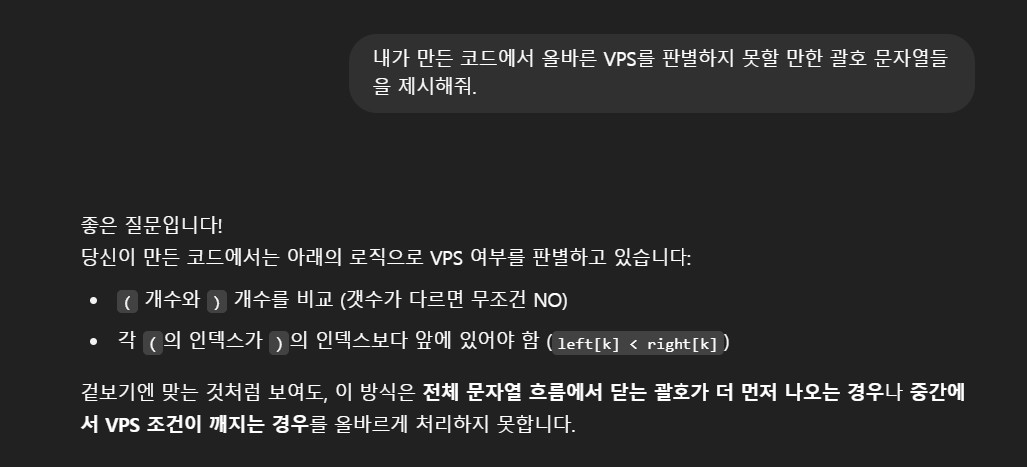 내가 만든 코드에서 올바른 VPS를 판별하지 못할 만한 괄호 문자열들
을 제시해줘.
좋은 질문입니다!
당신이 만든 코드에서는 아래의 로직으로 VPS 여부를 판별하고 있습니다:
• ( 개수와 ) 개수를 비교 (갯수가 다르면 무조건 NO)
• 각 (의 인덱스가 )의 인덱스보다 앞에 있어야 함 (left[k] < right[k])
겉보기엔 맞는 것처럼 보여도, 이 방식은 전체 문자열 흐름에서 닫는 괄호가 더 먼저 나오는 경우나 중간에
서 VPS 조건이 깨지는 경우를 올바르게 처리하지 못합니다.